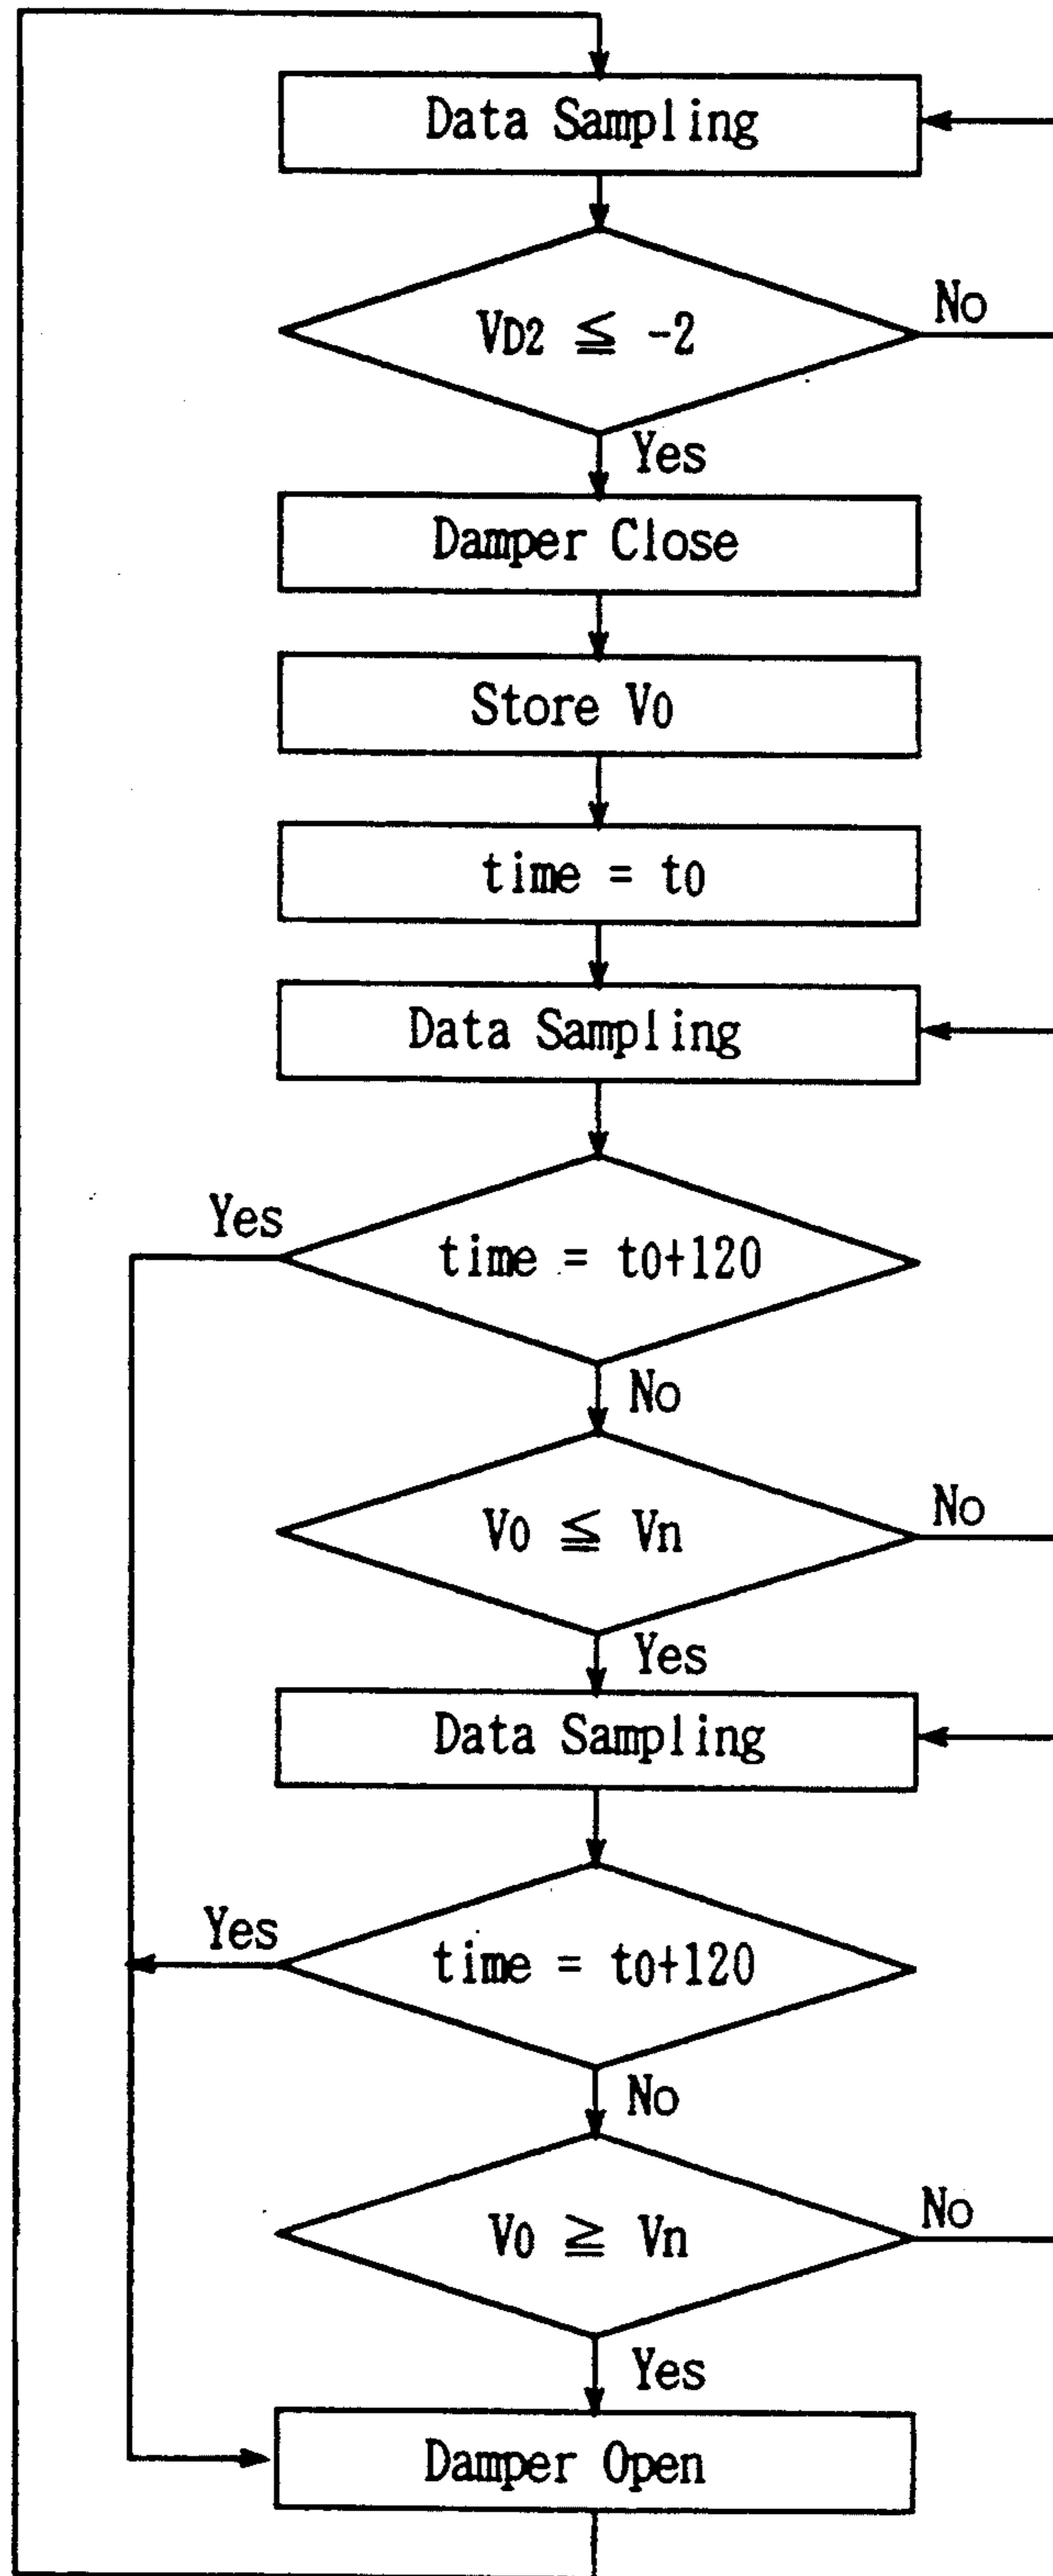 Data Sampling
VD2 ≦ -2
No
Yes
Damper Close
Store V0
time = t0
Data Sampling
Yes
time = t0+120
No
V0 ≦ Vn
No
Yes
Data Sampling
Yes
time = t0+120
No
V0 ≧ Vn
No
Yes
Damper Open